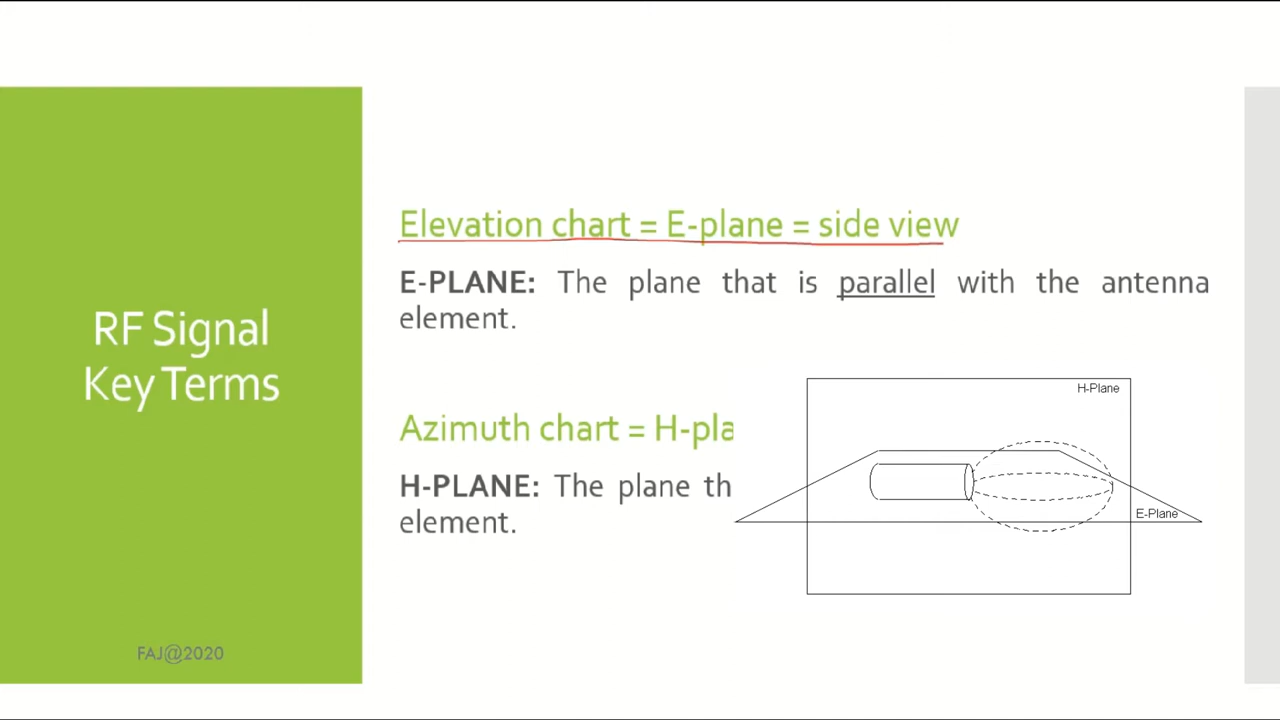 RF Signal
Key Terms
FAJ@2020
Elevation chart = E-plane = side view
E-PLANE: The plane that is parallel with the antenna
element.
Azimuth chart = H-pla
H-PLANE: The plane th
element.
H-Plane
E-Plane